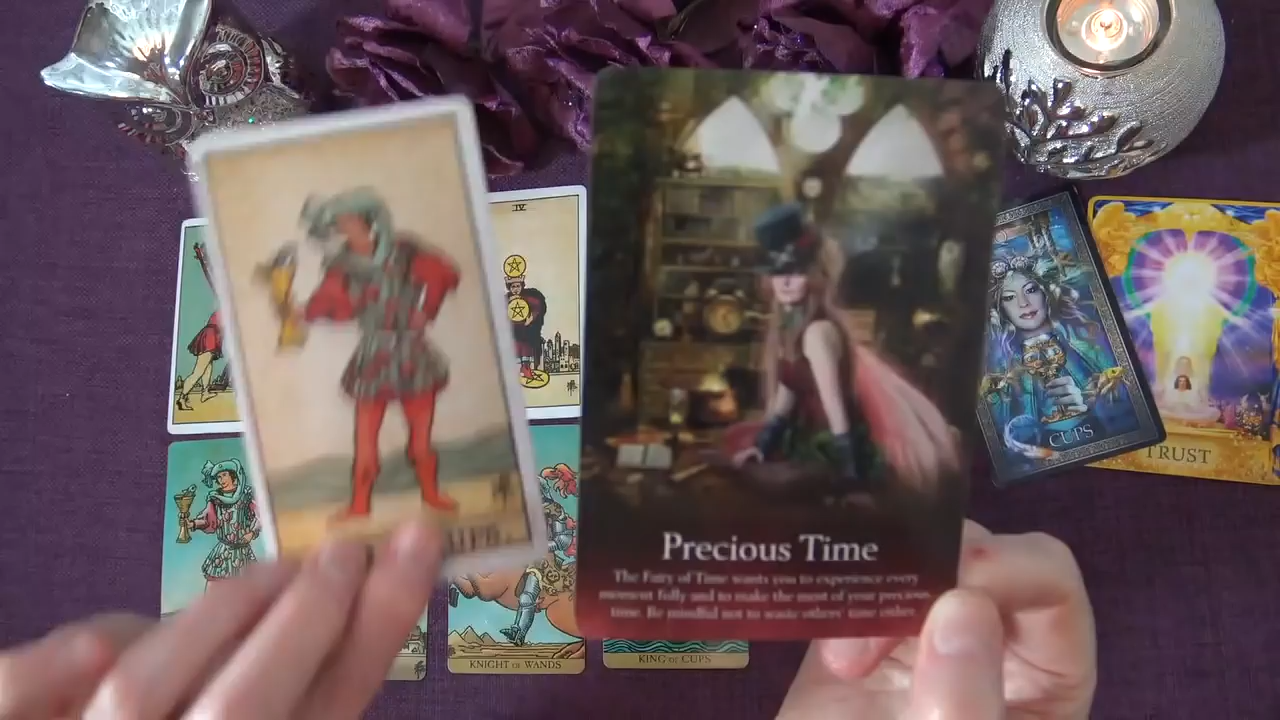 IV
Precious Time
The Fairy of Time wants you to experience every
moment fully and to make the most of your precious
time. Be mindful not to waste others' time either.
CUPS
TRUST
KNIGHT of WANDS
KING of CUPS